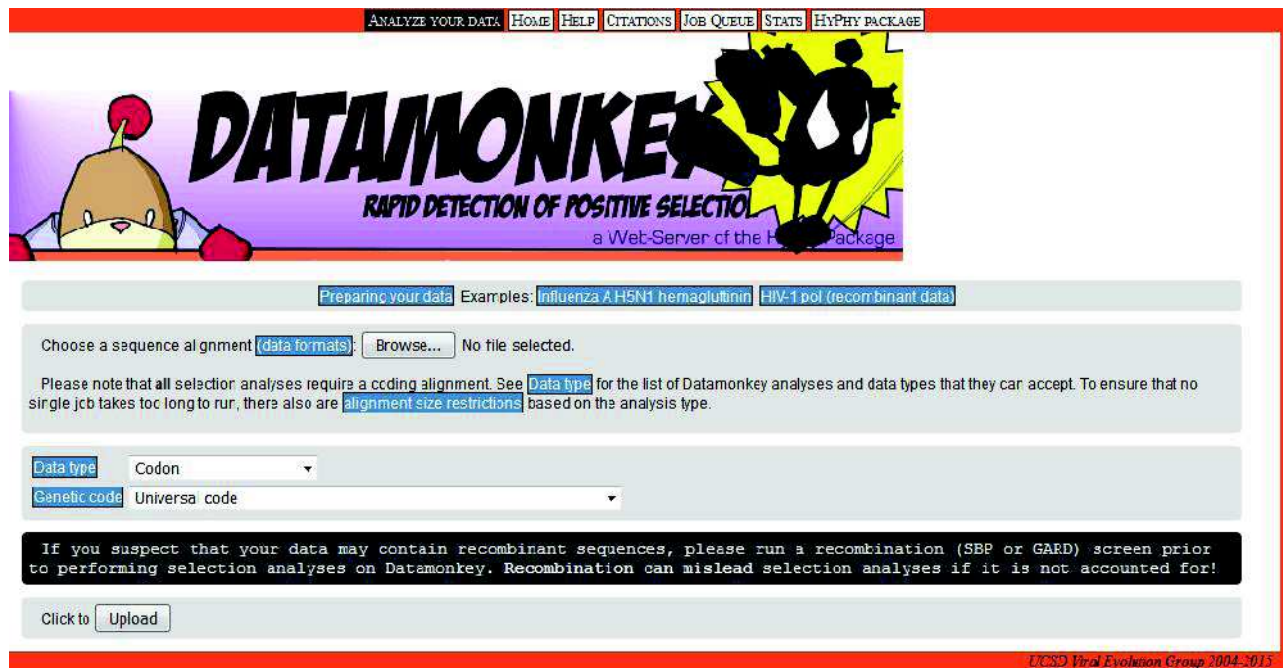 ANALYZE YOUR DATA HOME HELP CITATIONS JOB QUEUE STATS HYPHY PACKAGE
DATAMONKEY
RAPID DETECTION OF POSITIVE SELECTIO
a Web-Server of the H Package
Preparing your data Examples: Influenza A H5N1 hemagluttinin HIV-1 pol (recombinant data)
Choose a sequence alignment (data formats): Browse... No file selected.
Please note that all selection analyses require a coding alignment. See Data type for the list of Datamonkey analyses and data types that they can accept. To ensure that no
single job takes too long to run, there also are alignment size restrictions based on the analysis type.
Data type Codon
Genetic code Universal code
If you suspect that your data may contain recombinant sequences, please run a recombination (SBP or GARD) screen prior
to performing selection analyses on Datamonkey. Recombination can mislead selection analyses if it is not accounted for!
Click to Upload
UCSD Viral Evolution Group 2004-2015